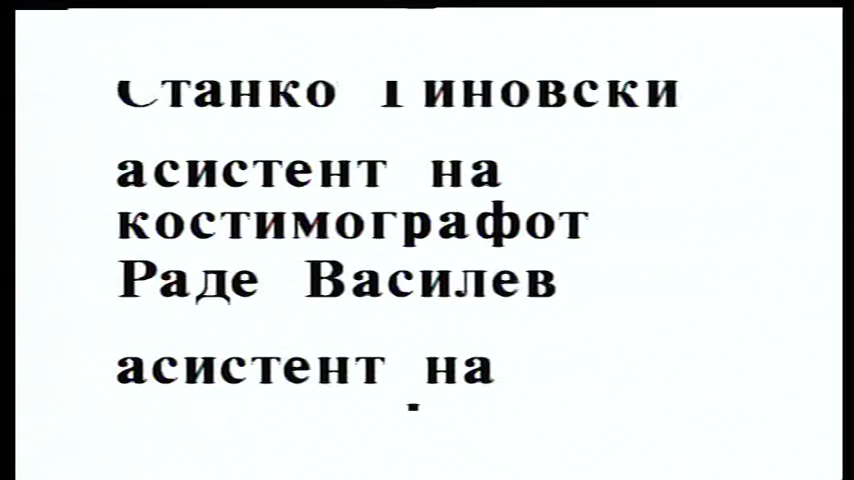 Станко
асистент на
костимографот
Раде Василев
асистент на